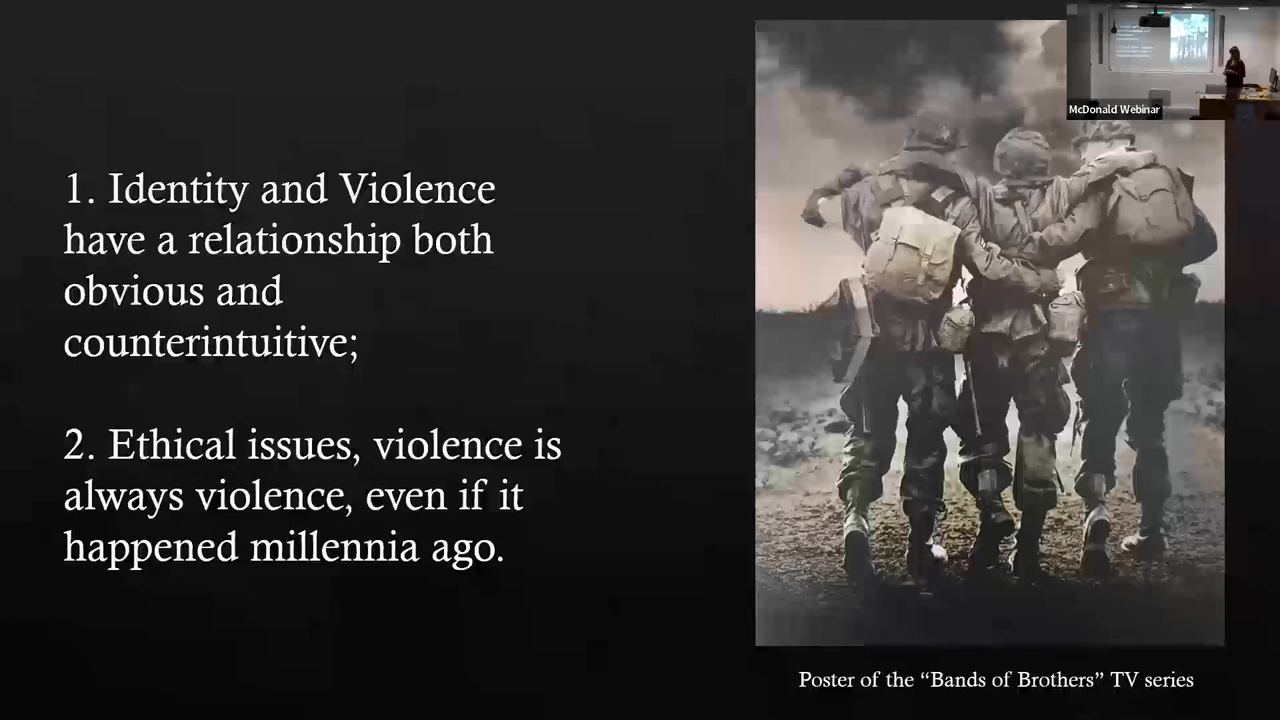 1. Identity and Violence
have a relationship both
obvious and
counterintuitive;
2. Ethical issues, violence is
always violence, even if it
happened millennia ago.
McDonald Webinar
Poster of the “Bands of Brothers” TV series